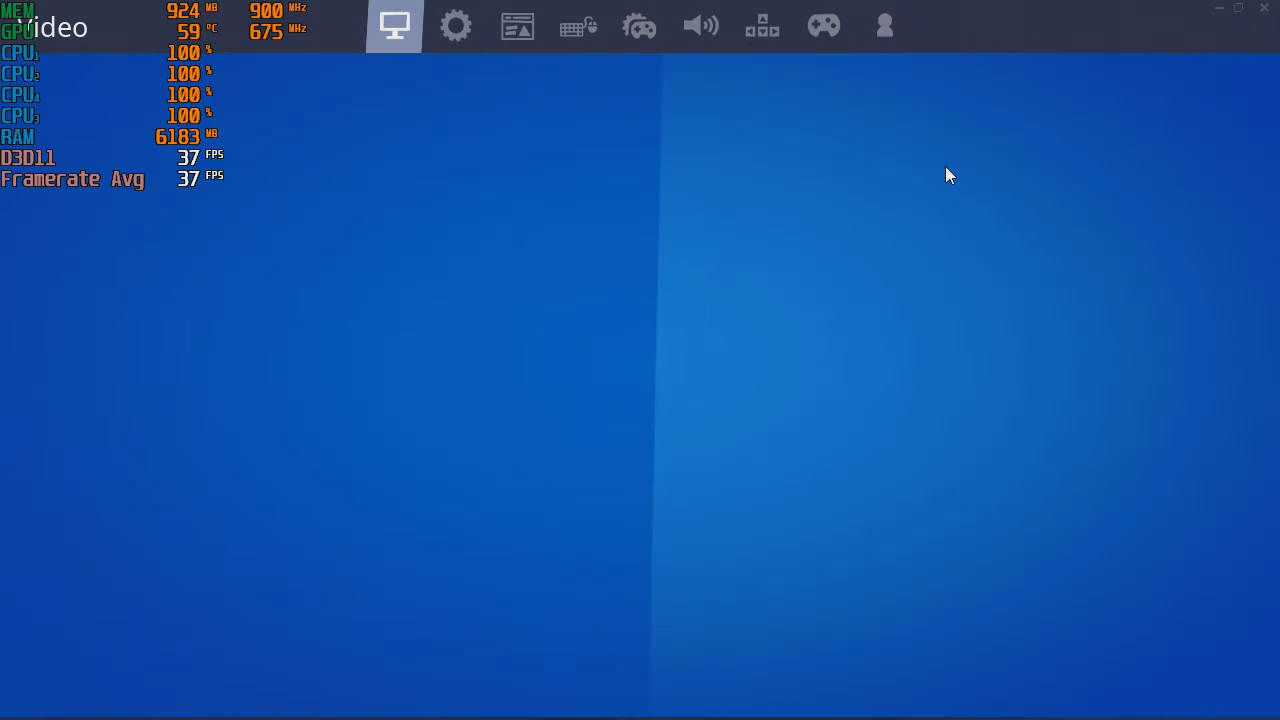 MEM 924 MB 900 MHz
Video
GPU 59 °C 675 MHz
CPU1 100 %
CPU2 100 %
CPU4 100 %
CPU3 100 %
RAM 6183 MB
D3D11 37 FPS
Framerate Avg 37 FPS